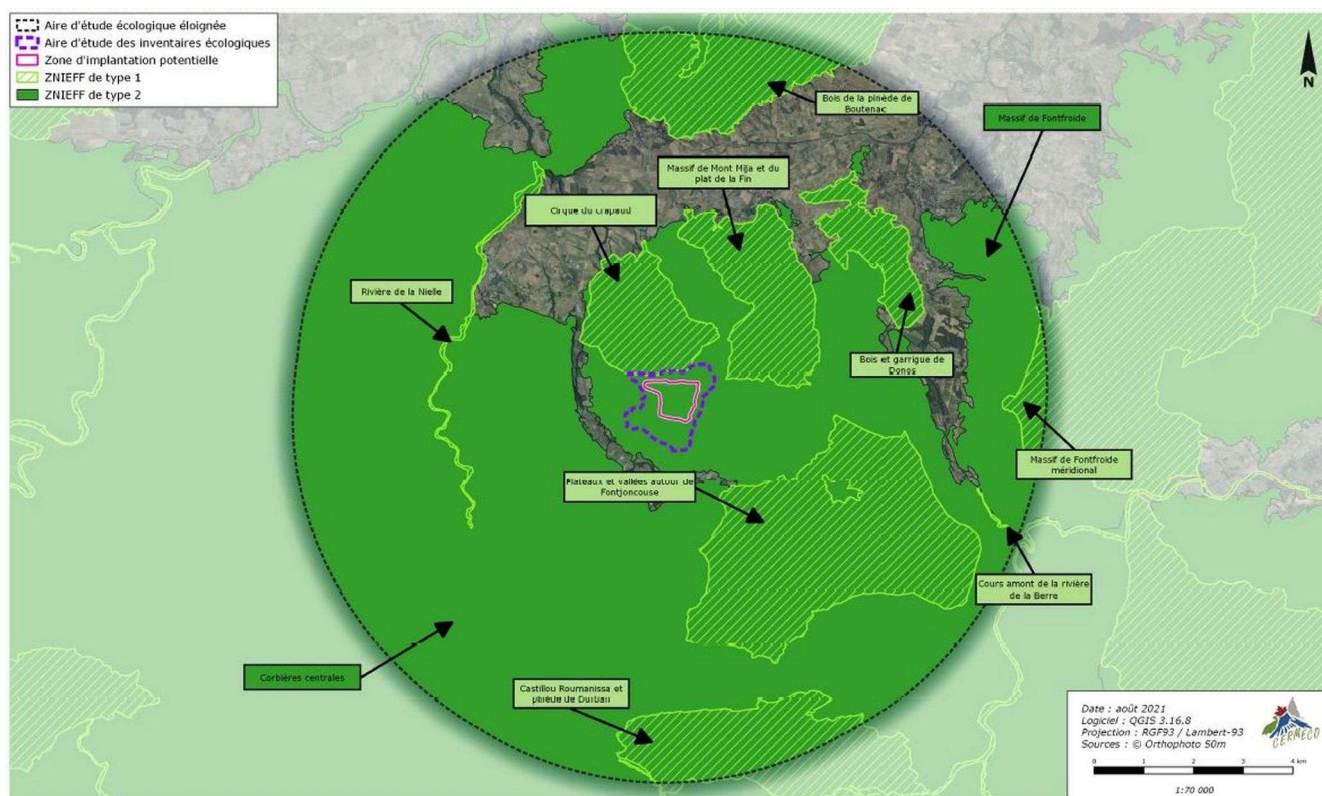 Aire d'étude écologique éloignée
Aire d'étude des inventaires écologiques
Zone d'implantation potentielle
ZNIEFF de type 1
ZNIEFF de type 2
N
Bois de la pinède de
Boutenac
Massif de Fontfroide
Massif de Mont Mija et du
plat de la Fin
Cirque du crapaud
Rivière de la Nielle
Bois et garrigue de
Donos
Massif de Fontfroide
méridional
Plateaux et vallées autour de
Fontjoncouse
Cours amont de la rivière
de la Berre
Corbières centrales
Castillou Roumanissa et
pinède de Durban
Date : août 2021
Logiciel : QGIS 3.16.8
Projection : RGF93 / Lambert-93
Sources : © Orthophoto 50m
CERMECO
0 1 2 3 4 km
1:70 000